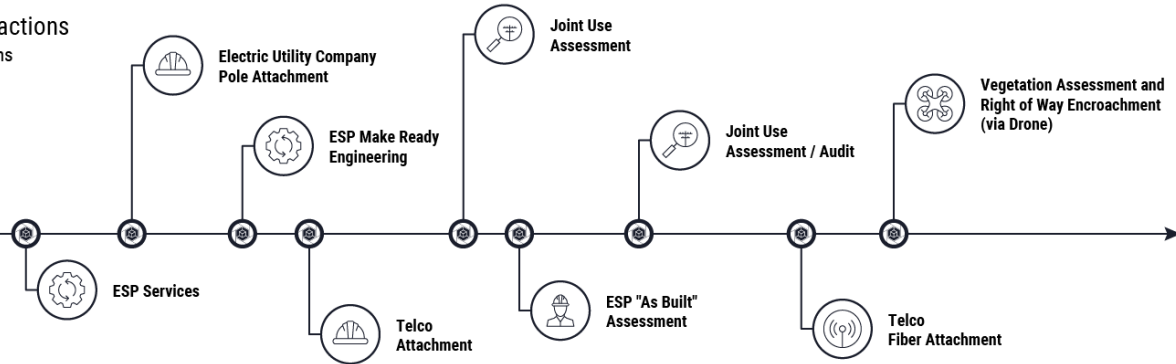 actions
ns
Electric Utility Company
Pole Attachment
ESP Make Ready
Engineering
Joint Use
Assessment
Joint Use
Assessment / Audit
Vegetation Assessment and
Right of Way Encroachment
(via Drone)
ESP Services
Telco
Attachment
ESP "As Built"
Assessment
Telco
Fiber Attachment